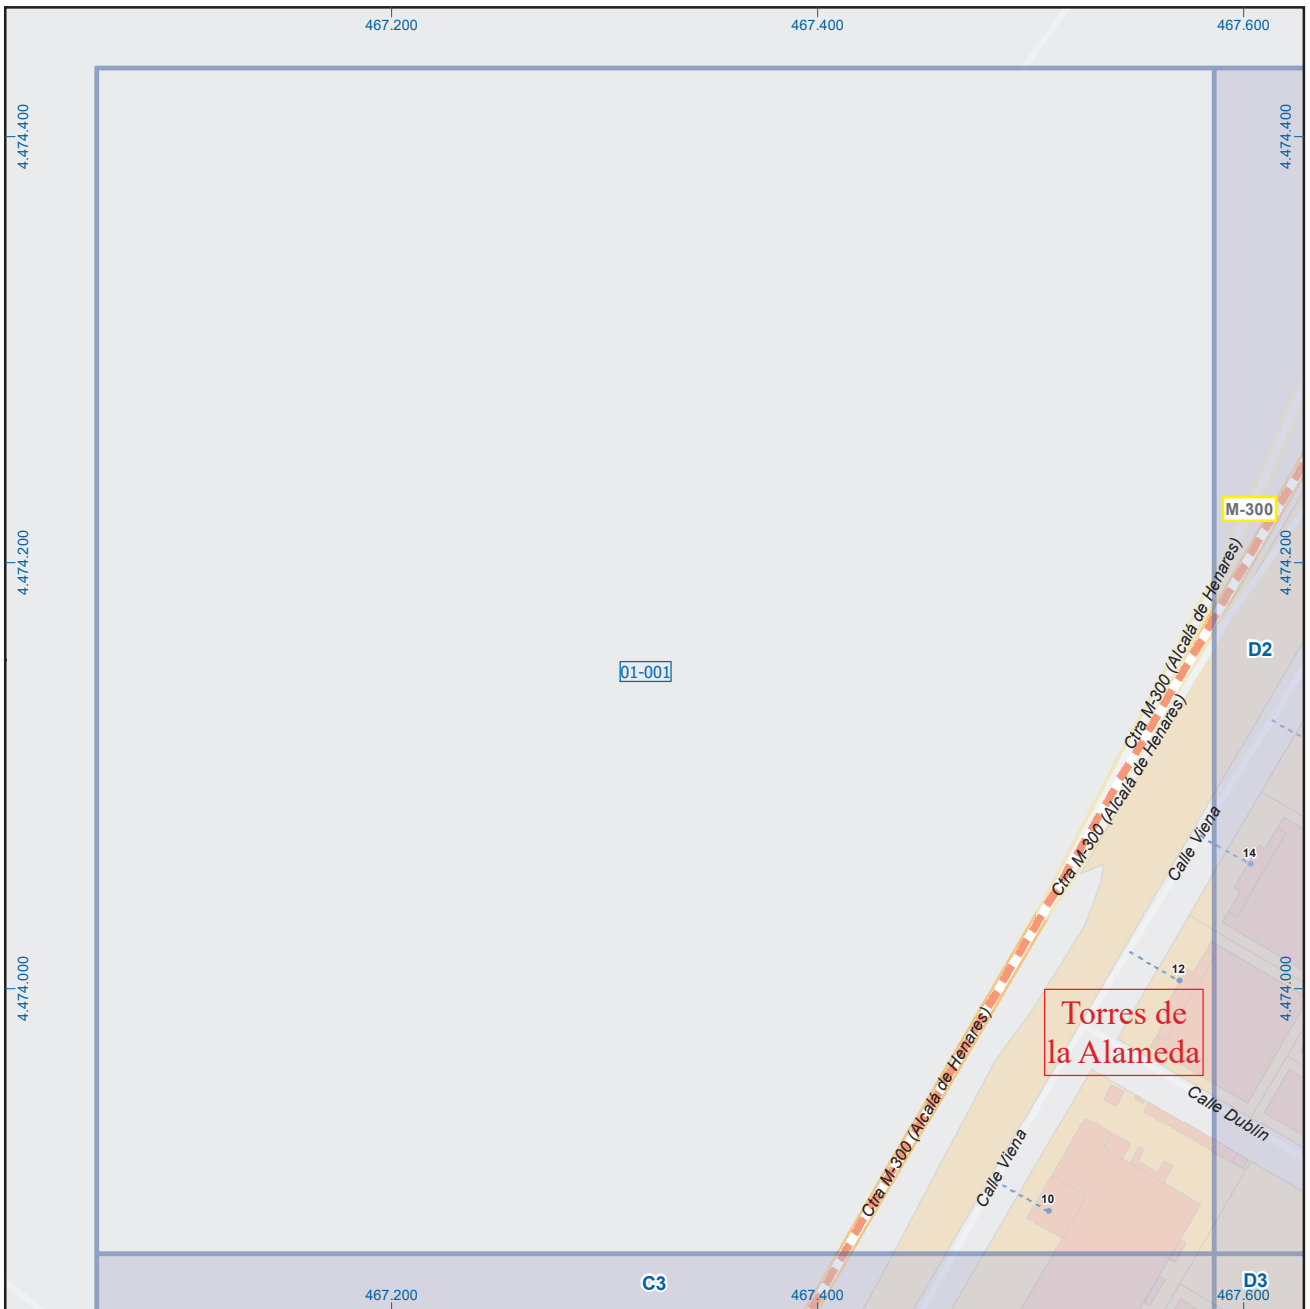 467.200
467.400
467.600
4.474.400
4.474.400
M-300
4.474.200
4.474.200
Ctra M-300 (Alcalá de Henares)
D2
01-001
Ctra M-300 (Alcalá de Henares)
Calle Viena
14
12
4.474.000
4.474.000
Torres de
la Alameda
Ctra M-300 (Alcalá de Henares)
Calle Dublín
Calle Viena
10
C3
D3
467.200
467.400
467.600